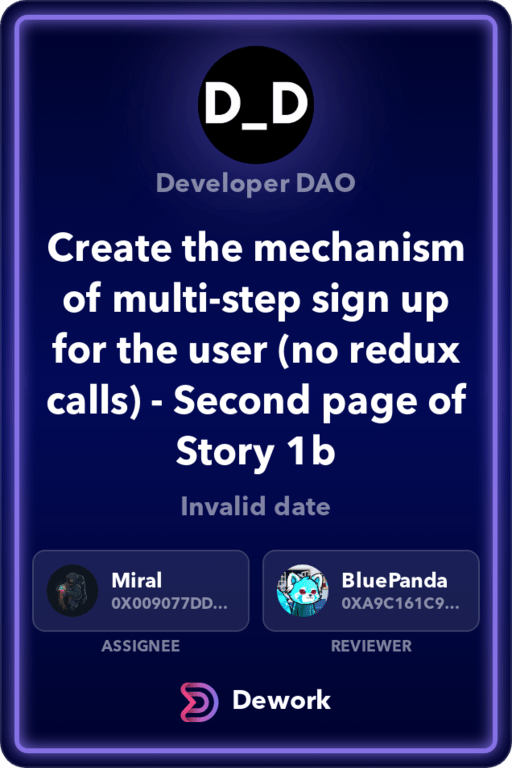 D_D
Developer DAO
Create the mechanism
of multi-step sign up
for the user (no redux
calls) - Second page of
Story 1b
Invalid date
Miral
0X009077DD...
ASSIGNEE
BluePanda
0XA9C161C9...
REVIEWER
Dework